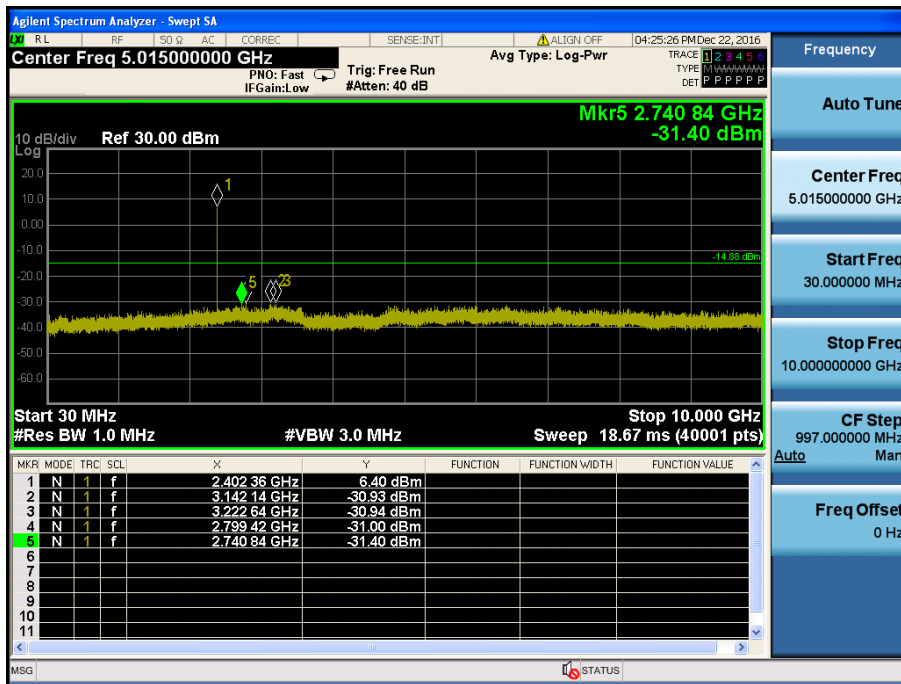 Agilent Spectrum Analyzer - Swept SA
LXI RL RF 50 Ω AC CORREC SENSE:INT ALIGN OFF 04:25:26 PM Dec 22, 2016
Center Freq 5.015000000 GHz
PNO: Fast
IFGain:Low
Trig: Free Run
#Atten: 40 dB
Avg Type: Log-Pwr
TRACE 1 2 3 4 5 6
TYPE M WWWWW
DET P P P P P P
Mkr5 2.740 84 GHz
-31.40 dBm
10 dB/div Ref 30.00 dBm
Log
20.0
10.0
0.00
-10.0
-20.0
-30.0
-40.0
-50.0
-60.0
1
5
2
3
-14.88 dBm
Start 30 MHz Stop 10.000 GHz
#Res BW 1.0 MHz #VBW 3.0 MHz Sweep 18.67 ms (40001 pts)
MKR MODE TRC SCL X Y FUNCTION FUNCTION WIDTH FUNCTION VALUE
1 N 1 f 2.402 36 GHz 6.40 dBm
2 N 1 f 3.142 14 GHz -30.93 dBm
3 N 1 f 3.222 64 GHz -30.94 dBm
4 N 1 f 2.799 42 GHz -31.00 dBm
5 N 1 f 2.740 84 GHz -31.40 dBm
6
7
8
9
10
11
MSG STATUS
Frequency
Auto Tune
Center Freq
5.015000000 GHz
Start Freq
30.000000 MHz
Stop Freq
10.000000000 GHz
CF Step
997.000000 MHz
Auto Man
Freq Offset
0 Hz